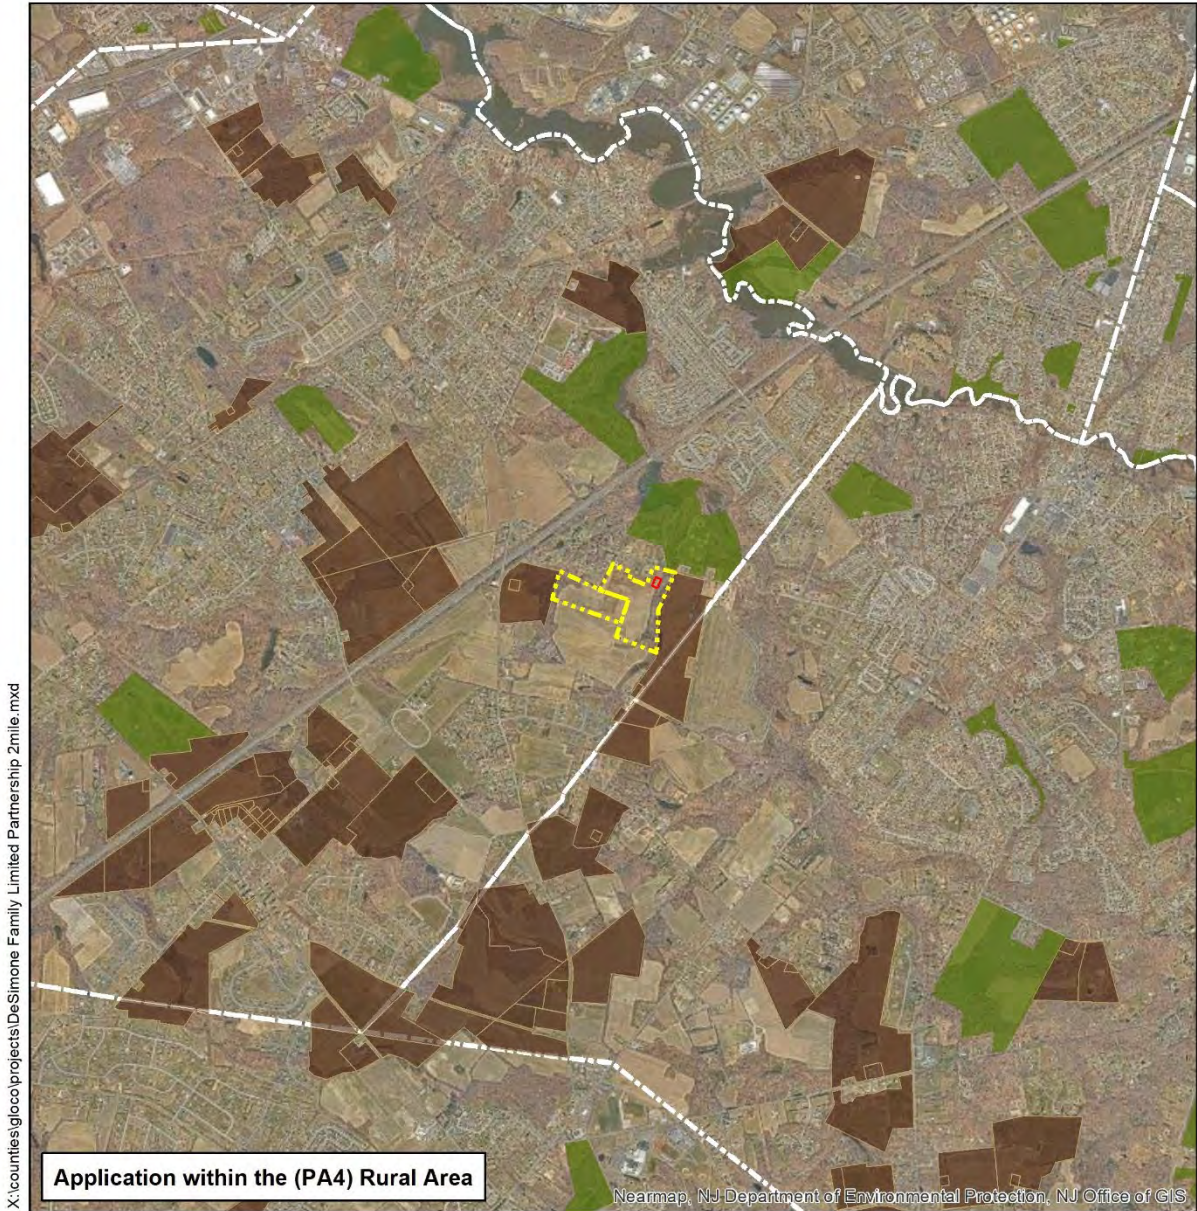 X:\counties\gloco\projects\DeSimone Family Limited Partnership 2mile.mxd
Application within the (PA4) Rural Area
Nearmap, NJ Department of Environmental Protection, NJ Office of GIS